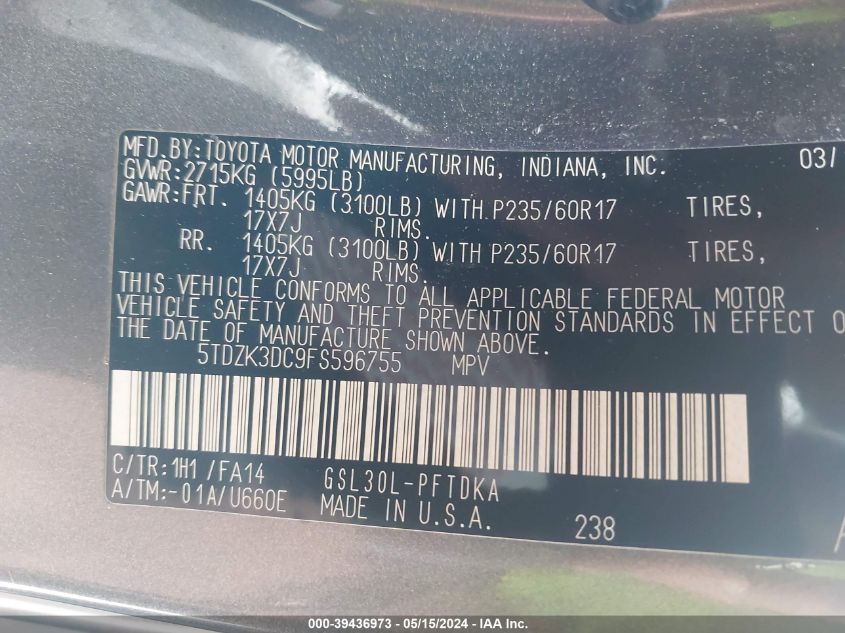 MFD. BY: TOYOTA MOTOR MANUFACTURING, INDIANA, INC. 03/
GVWR: 2715KG (5995LB)
GAWR: FRT. 1405KG (3100LB) WITH P235/60R17 TIRES,
17X7J RIMS.
RR. 1405KG (3100LB) WITH P235/60R17 TIRES,
17X7J RIMS.
THIS VEHICLE CONFORMS TO ALL APPLICABLE FEDERAL MOTOR
VEHICLE SAFETY AND THEFT PREVENTION STANDARDS IN EFFECT O
THE DATE OF MANUFACTURE SHOWN ABOVE.
5TDZK3DC9FS596755 MPV
C/TR: 1H1 /FA14 GSL30L-PFTDKA
A/TM: -01A/U660E MADE IN U.S.A. 238
000-39436973 — 05/15/2024 — IAA Inc.